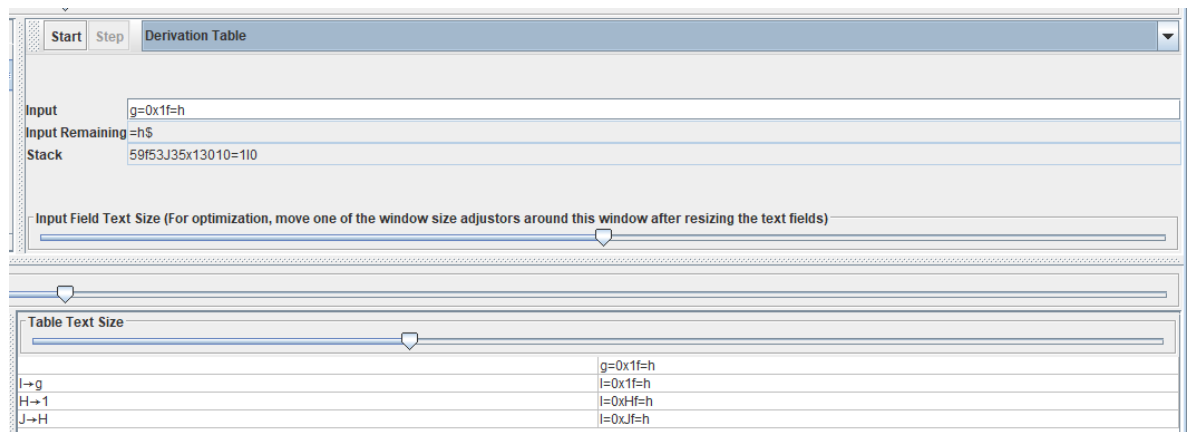 Start Step Derivation Table
Input g=0x1f=h
Input Remaining =h$
Stack 59f53J35x13010=1I0
Input Field Text Size (For optimization, move one of the window size adjustors around this window after resizing the text fields)
Table Text Size
g=0x1f=h
I→g I=0x1f=h
H→1 I=0xHf=h
J→H I=0xJf=h